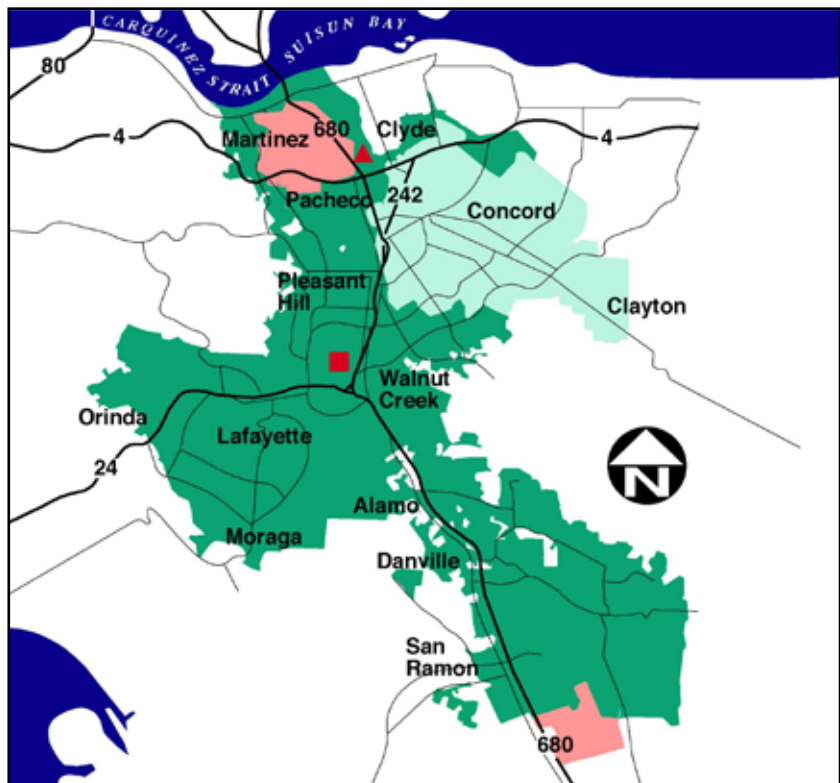 CARQUINEZ STRAIT
SUISUN BAY
80
4
Martinez
680
Clyde
4
Pacheco
242
Concord
Pleasant
Hill
Clayton
Walnut
Creek
Orinda
Lafayette
24
N
Alamo
Moraga
Danville
San
Ramon
680